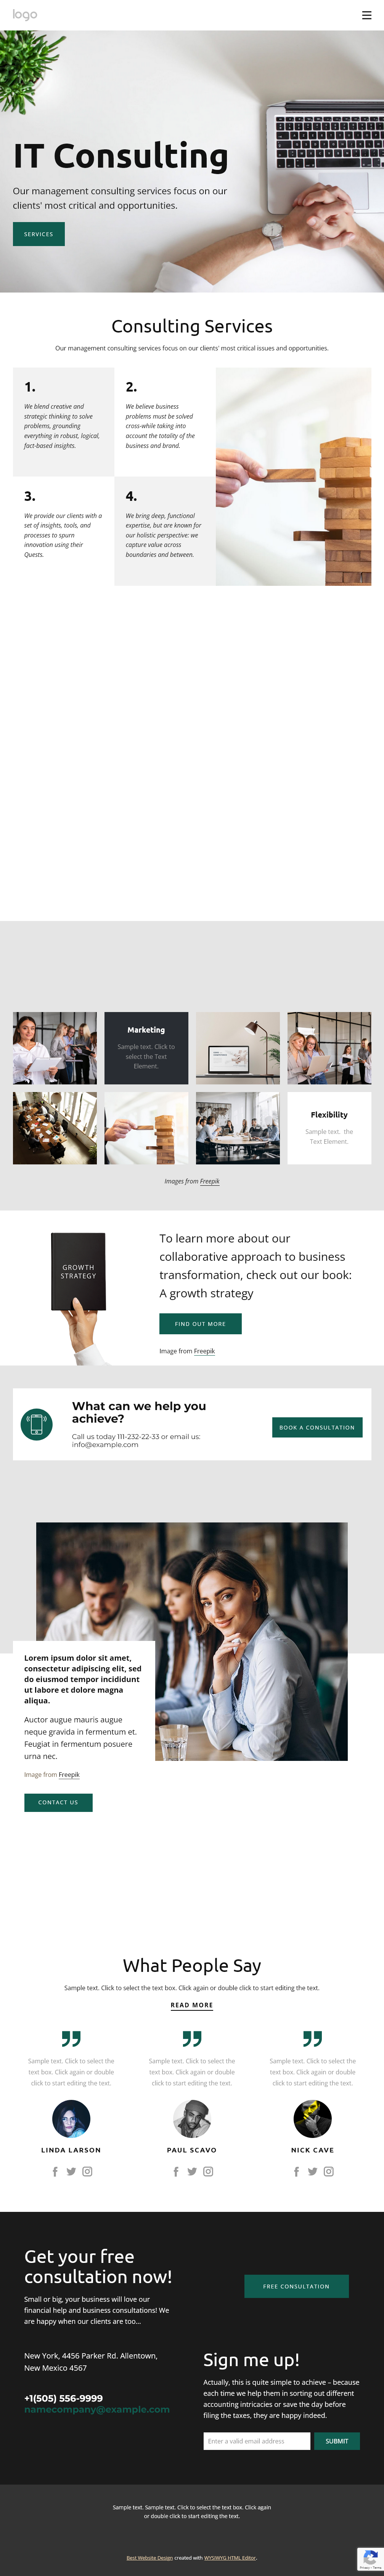 logo
IT Consulting
Our management consulting services focus on our
clients' most critical and opportunities.
SERVICES
Consulting Services
Our management consulting services focus on our clients' most critical issues and opportunities.
1.
We blend creative and
strategic thinking to solve
problems, grounding
everything in robust, logical,
fact-based insights.
2.
We believe business
problems must be solved
cross-while taking into
account the totality of the
business and brand.
3.
We provide our clients with a
set of insights, tools, and
processes to spurn
innovation using their
Quests.
4.
We bring deep, functional
expertise, but are known for
our holistic perspective: we
capture value across
boundaries and between.
Marketing
Sample text. Click to
select the Text
Element.
Flexibility
Sample text. the
Text Element.
Images from Freepik
GROWTH
STRATEGY
To learn more about our
collaborative approach to business
transformation, check out our book:
A growth strategy
FIND OUT MORE
Image from Freepik
What can we help you
achieve?
Call us today 111-232-22-33 or email us:
info@example.com
BOOK A CONSULTATION
Lorem ipsum dolor sit amet,
consectetur adipiscing elit, sed
do eiusmod tempor incididunt
ut labore et dolore magna
aliqua.
Auctor augue mauris augue
neque gravida in fermentum et.
Feugiat in fermentum posuere
urna nec.
Image from Freepik
CONTACT US
What People Say
Sample text. Click to select the text box. Click again or double click to start editing the text.
READ MORE
Sample text. Click to select the
text box. Click again or double
click to start editing the text.
LINDA LARSON
Sample text. Click to select the
text box. Click again or double
click to start editing the text.
PAUL SCAVO
Sample text. Click to select the
text box. Click again or double
click to start editing the text.
NICK CAVE
Get your free
consultation now!
Small or big, your business will love our
financial help and business consultations! We
are happy when our clients are too...
FREE CONSULTATION
New York, 4456 Parker Rd. Allentown,
New Mexico 4567
+1(505) 556-9999
namecompany@example.com
Sign me up!
Actually, this is quite simple to achieve – because
each time we help them in sorting out different
accounting intricacies or save the day before
filing the taxes, they are happy indeed.
Enter a valid email address
SUBMIT
Sample text. Sample text. Click to select the text box. Click again
or double click to start editing the text.
Best Website Design created with WYSIWYG HTML Editor.
Privacy - Terms